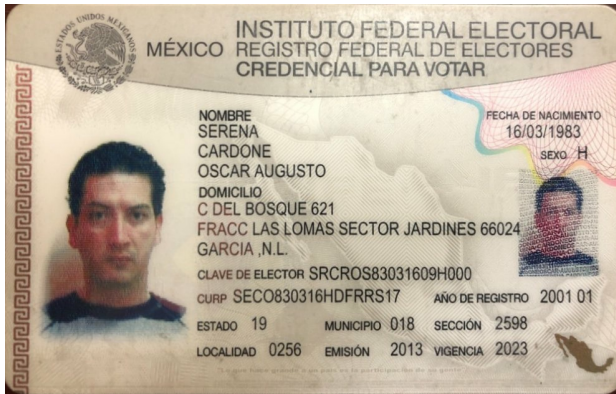 ESTADOS UNIDOS MEXICANOS
MÉXICO
INSTITUTO FEDERAL ELECTORAL
REGISTRO FEDERAL DE ELECTORES
CREDENCIAL PARA VOTAR
NOMBRE
SERENA
CARDONE
OSCAR AUGUSTO
FECHA DE NACIMIENTO
16/03/1983
SEXO H
DOMICILIO
C DEL BOSQUE 621
FRACC LAS LOMAS SECTOR JARDINES 66024
GARCIA ,N.L.
CLAVE DE ELECTOR SRCROS83031609H000
CURP SECO830316HDFRRS17 AÑO DE REGISTRO 2001 01
ESTADO 19 MUNICIPIO 018 SECCIÓN 2598
LOCALIDAD 0256 EMISIÓN 2013 VIGENCIA 2023